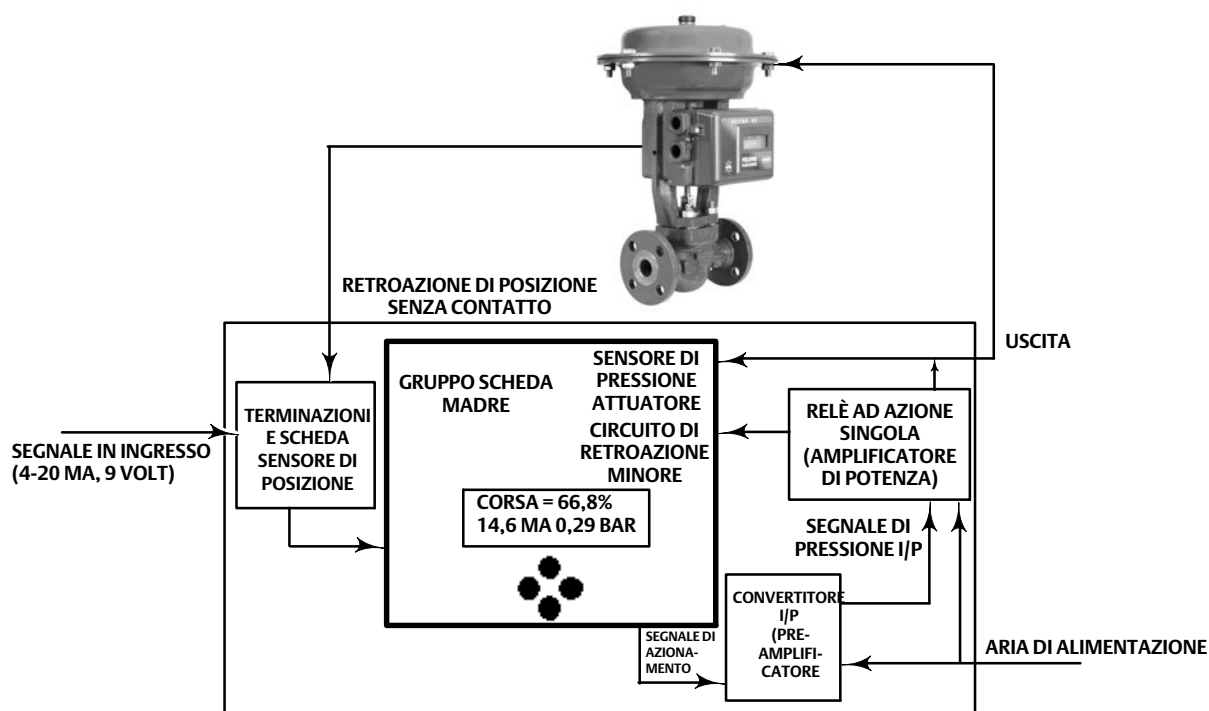 RETROAZIONE DI POSIZIONE
SENZA CONTATTO
USCITA
SEGNALE IN INGRESSO
(4-20 MA, 9 VOLT)
TERMINAZIONI
E SCHEDA
SENSORE DI
POSIZIONE
GRUPPO SCHEDA
MADRE
SENSORE DI
PRESSIONE
ATTUATORE
CIRCUITO DI
RETROAZIONE
MINORE
CORSA = 66,8%
14,6 MA 0,29 BAR
RELÈ AD AZIONE
SINGOLA
(AMPLIFICATORE
DI POTENZA)
SEGNALE DI
PRESSIONE I/P
SEGNALE DI
AZIONA-
MENTO
CONVERTITORE
I/P
(PRE-
AMPLIFI-
CATORE
ARIA DI ALIMENTAZIONE